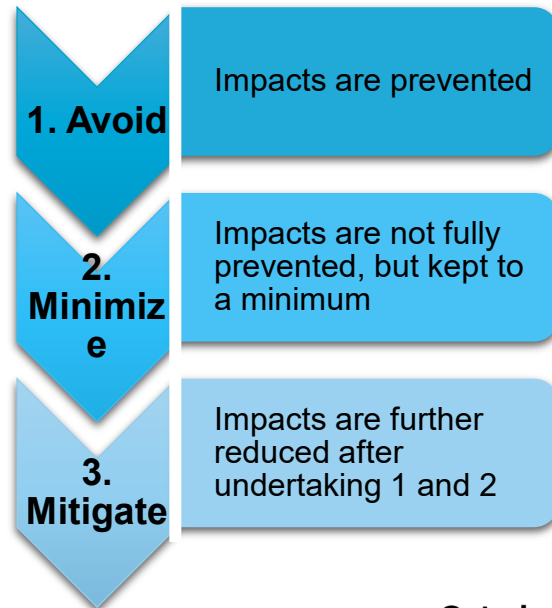 1. Avoid
Impacts are prevented
2.
Minimiz
e
Impacts are not fully
prevented, but kept to
a minimum
3.
Mitigate
Impacts are further
reduced after
undertaking 1 and 2